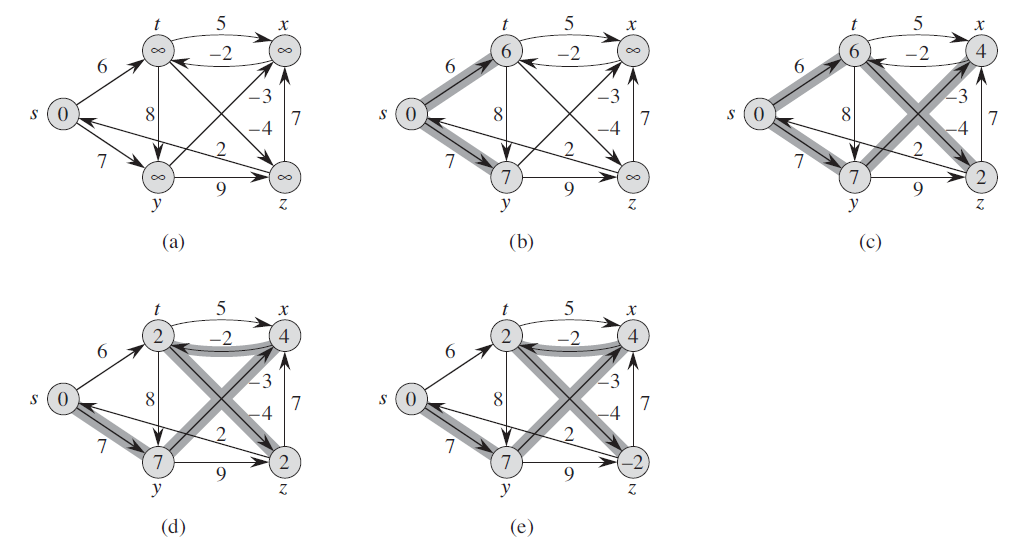 t 5 x
∞ −2 ∞
6
−3
s 0 8 −4 7
7 2
∞ 9 ∞
y z
(a)
t 5 x
6 −2 ∞
6
−3
s 0 8 −4 7
7 2
7 9 ∞
y z
(b)
t 5 x
6 −2 4
6
−3
s 0 8 −4 7
7 2
7 9 2
y z
(c)
t 5 x
2 −2 4
6
−3
s 0 8 −4 7
7 2
7 9 2
y z
(d)
t 5 x
2 −2 4
6
−3
s 0 8 −4 7
7 2
7 9 −2
y z
(e)